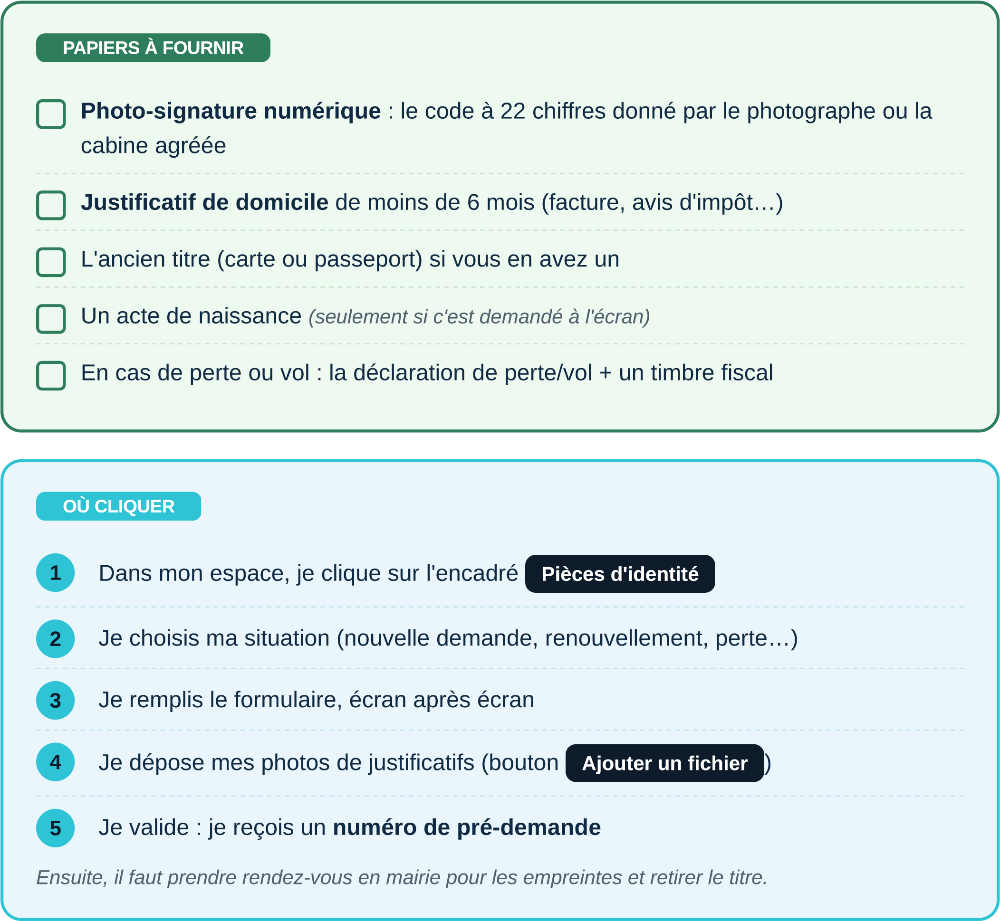 PAPIERS À FOURNIR
Photo-signature numérique : le code à 22 chiffres donné par le photographe ou la
cabine agréée
Justificatif de domicile de moins de 6 mois (facture, avis d'impôt…)
L'ancien titre (carte ou passeport) si vous en avez un
Un acte de naissance (seulement si c'est demandé à l'écran)
En cas de perte ou vol : la déclaration de perte/vol + un timbre fiscal
OÙ CLIQUER
1 Dans mon espace, je clique sur l'encadré Pièces d'identité
2 Je choisis ma situation (nouvelle demande, renouvellement, perte…)
3 Je remplis le formulaire, écran après écran
4 Je dépose mes photos de justificatifs (bouton Ajouter un fichier)
5 Je valide : je reçois un numéro de pré-demande
Ensuite, il faut prendre rendez-vous en mairie pour les empreintes et retirer le titre.